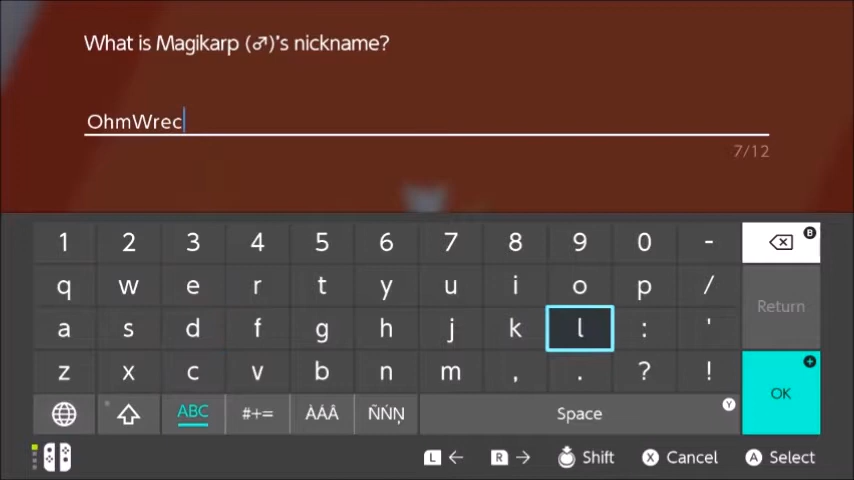 What is Magikarp (♂)'s nickname?
OhmWrec
7/12
1 2 3 4 5 6 7 8 9 0 -
q w e r t y u i o p /
Return
a s d f g h j k l : '
z x c v b n m , . ? !
OK
ABC #+= ÀÁÂ ÑŃŅ Space
L ← R → Shift X Cancel A Select